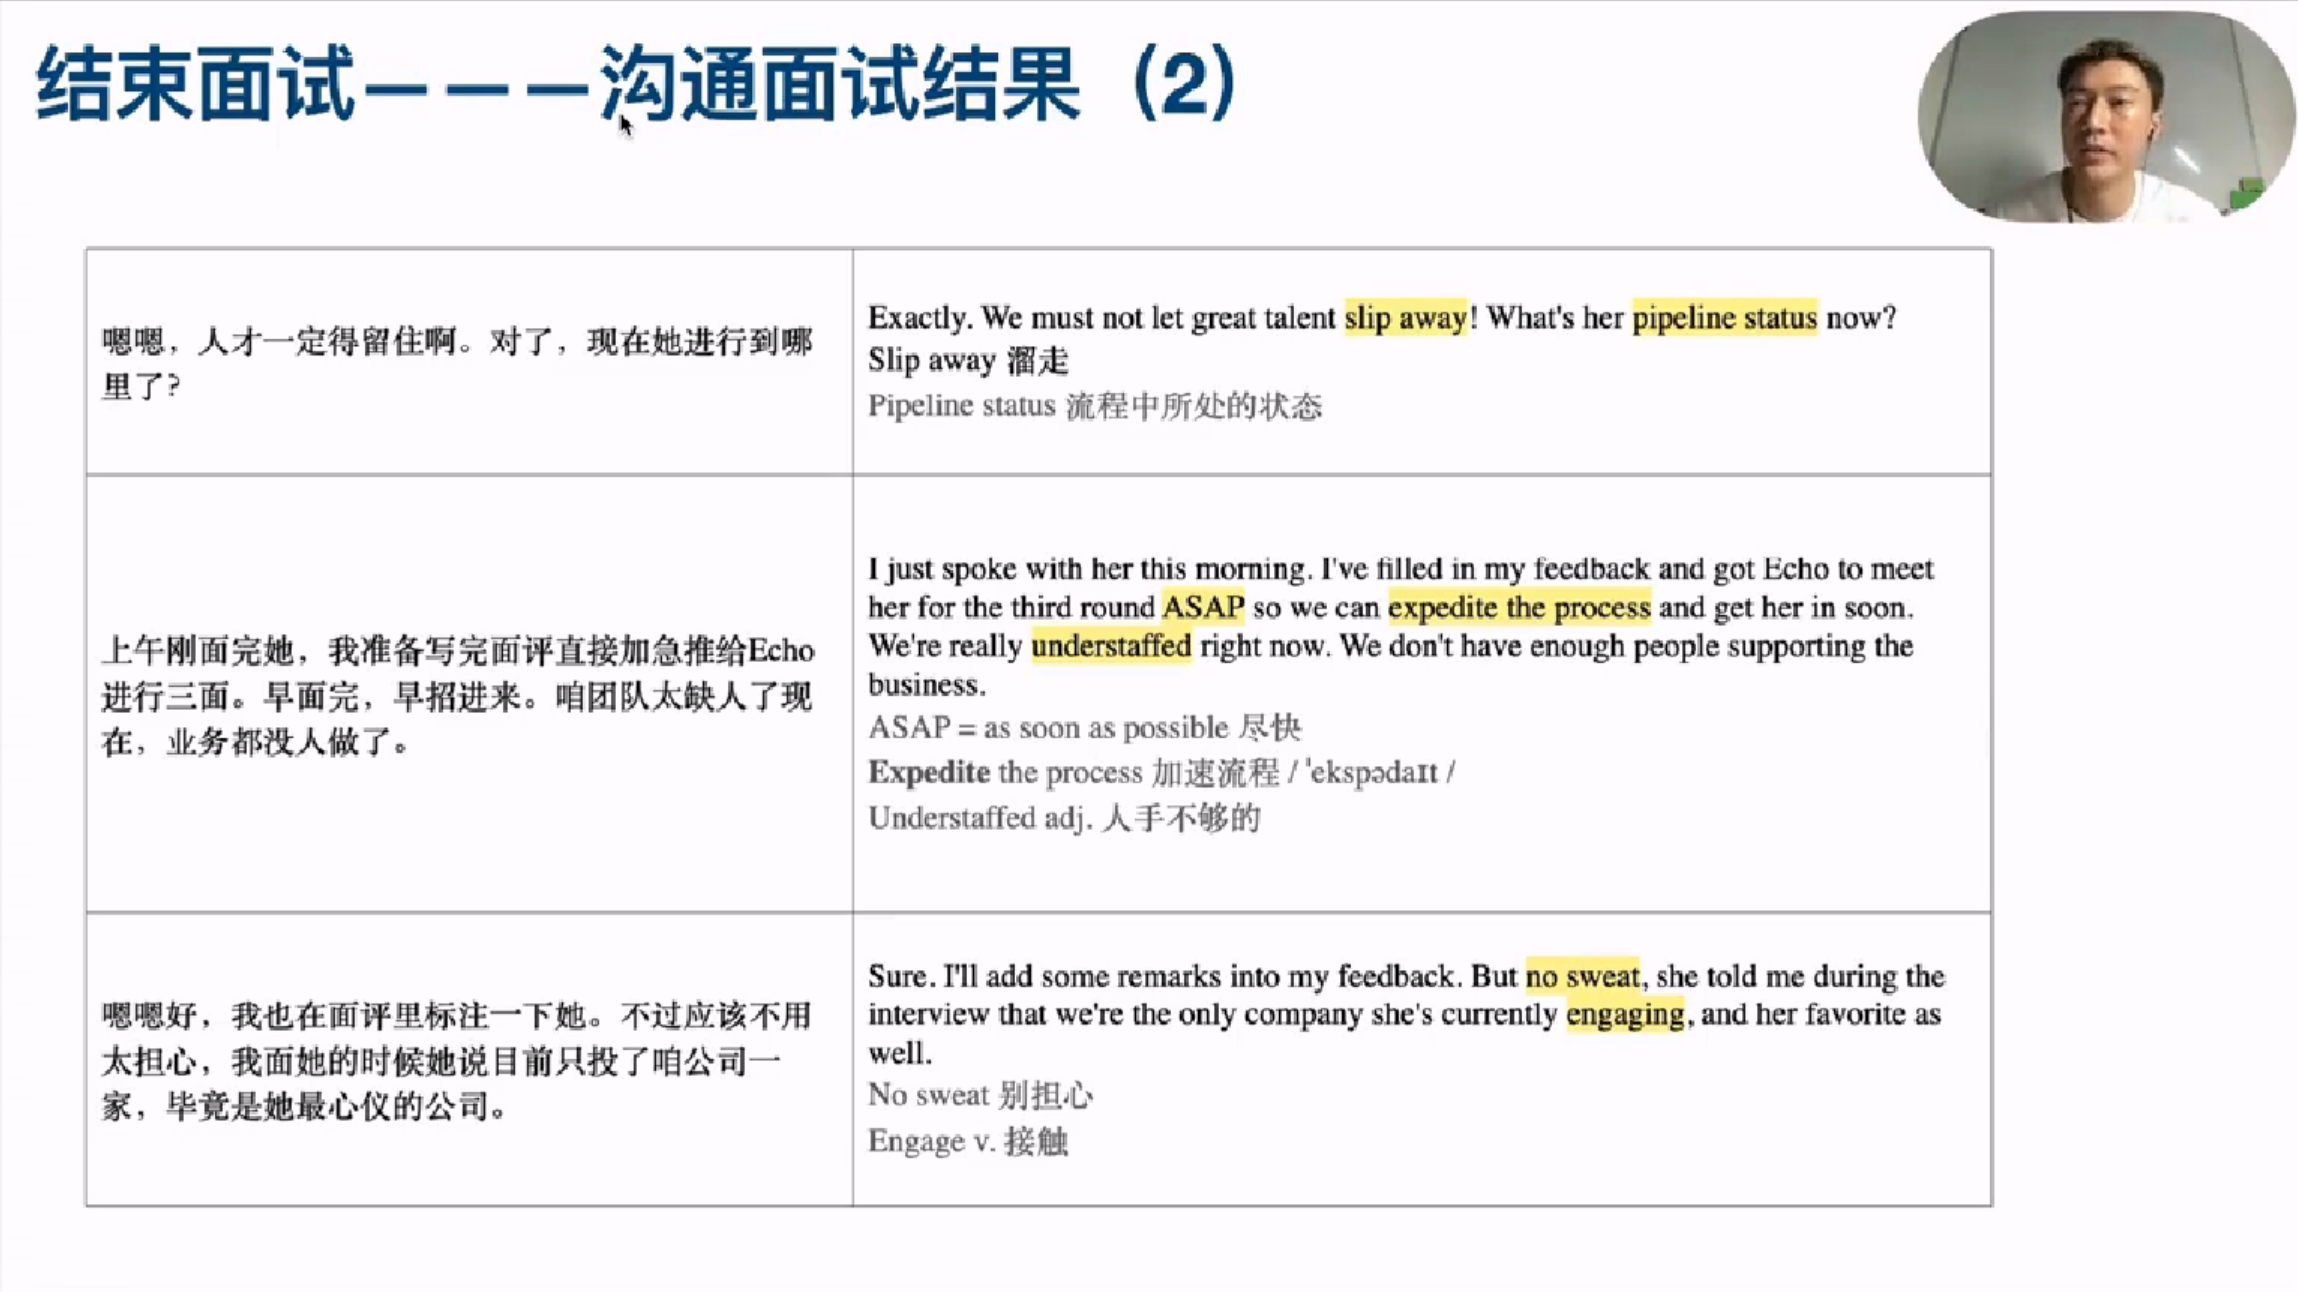 结束面试———沟通面试结果（2）
嗯嗯，人才一定得留住啊。对了，现在她进行到哪
里了？
Exactly. We must not let great talent slip away! What's her pipeline status now?
Slip away 溜走
Pipeline status 流程中所处的状态
上午刚面完她，我准备写完面评直接加急推给Echo
进行三面。早面完，早招进来。咱团队太缺人了现
在，业务都没人做了。
I just spoke with her this morning. I've filled in my feedback and got Echo to meet
her for the third round ASAP so we can expedite the process and get her in soon.
We're really understaffed right now. We don't have enough people supporting the
business.
ASAP = as soon as possible 尽快
Expedite the process 加速流程 / ˈekspədaɪt /
Understaffed adj. 人手不够的
嗯嗯好，我也在面评里标注一下她。不过应该不用
太担心，我面她的时候她说目前只投了咱公司一
家，毕竟是她最心仪的公司。
Sure. I'll add some remarks into my feedback. But no sweat, she told me during the
interview that we're the only company she's currently engaging, and her favorite as
well.
No sweat 别担心
Engage v. 接触